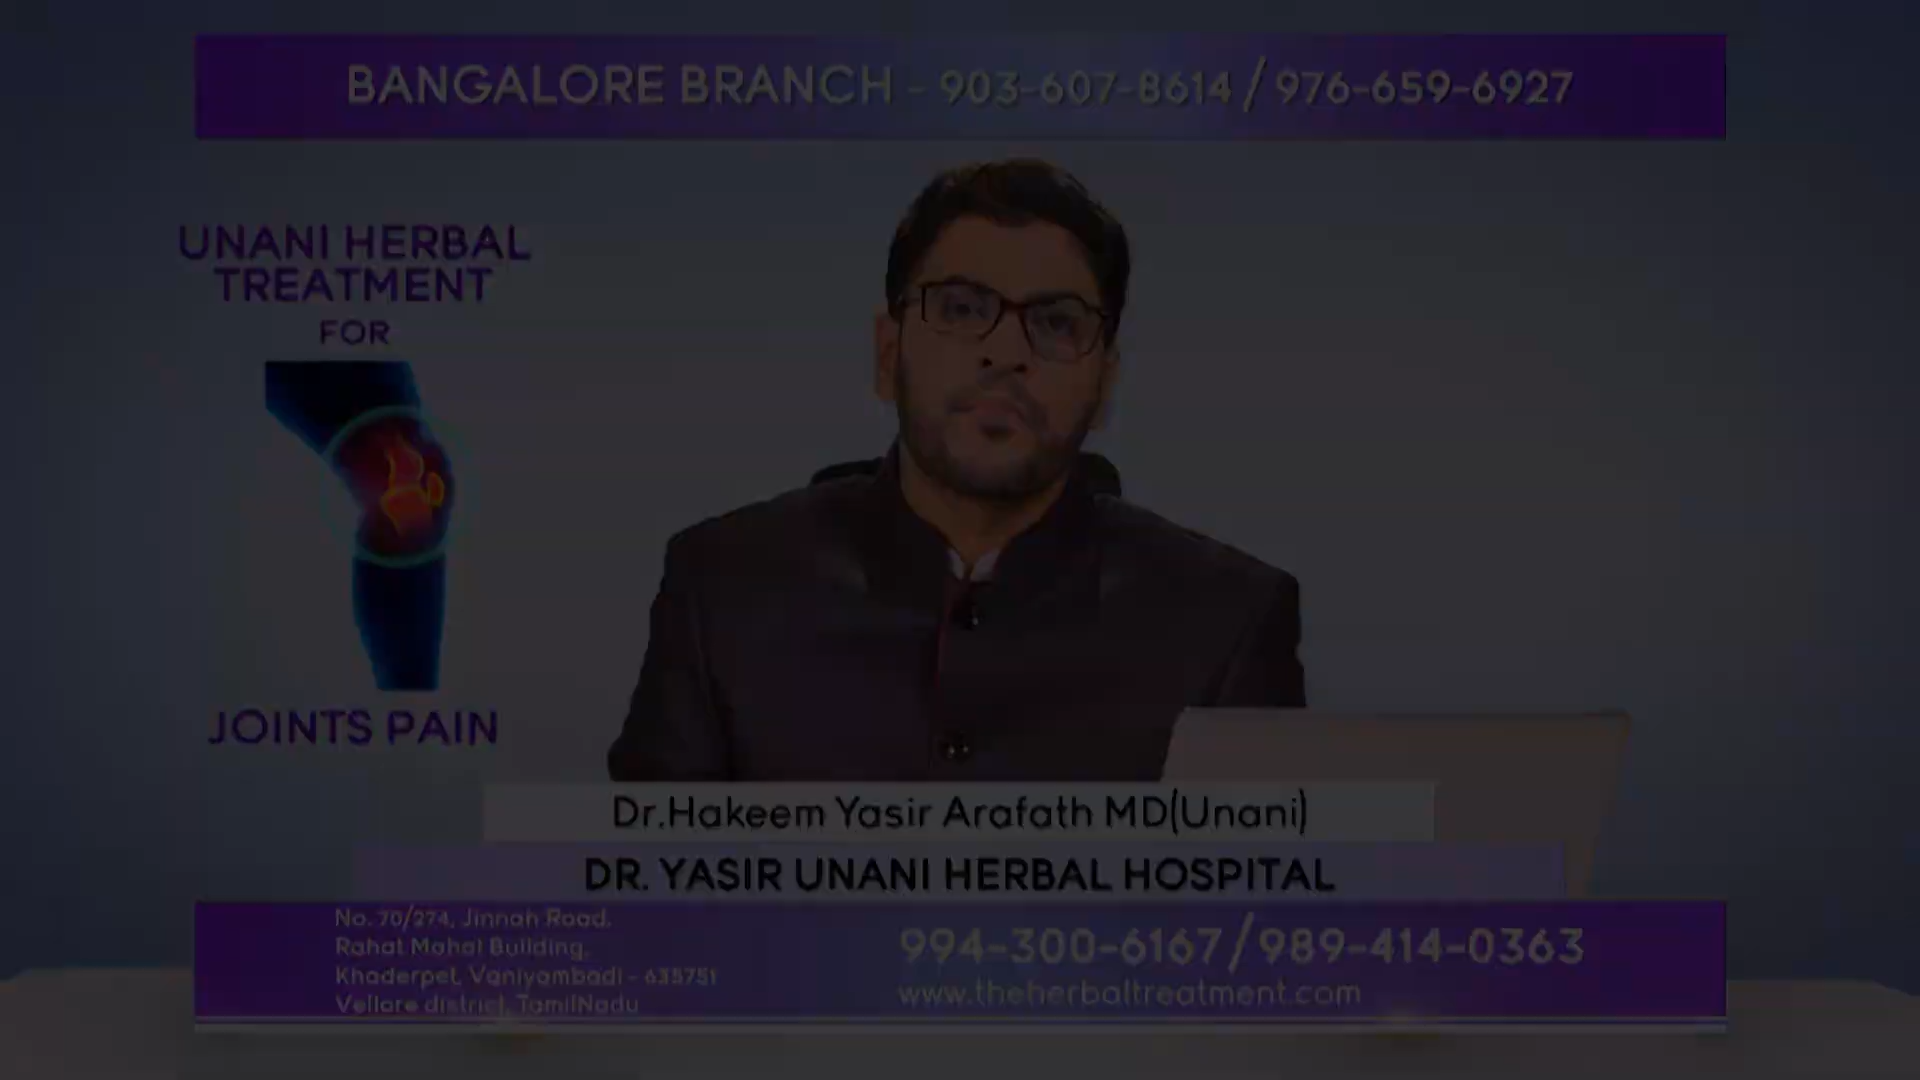 BANGALORE BRANCH - 903-607-8614 / 976-659-6927
UNANI HERBAL
TREATMENT
FOR
JOINTS PAIN
Dr.Hakeem Yasir Arafath MD(Unani)
DR. YASIR UNANI HERBAL HOSPITAL
No. 70/274, Jinnah Road,
Rahat Mahal Building,
Khaderpet, Vaniyambadi - 635751
Vellore district, TamilNadu
994-300-6167/989-414-0363
www.theherbaltreatment.com